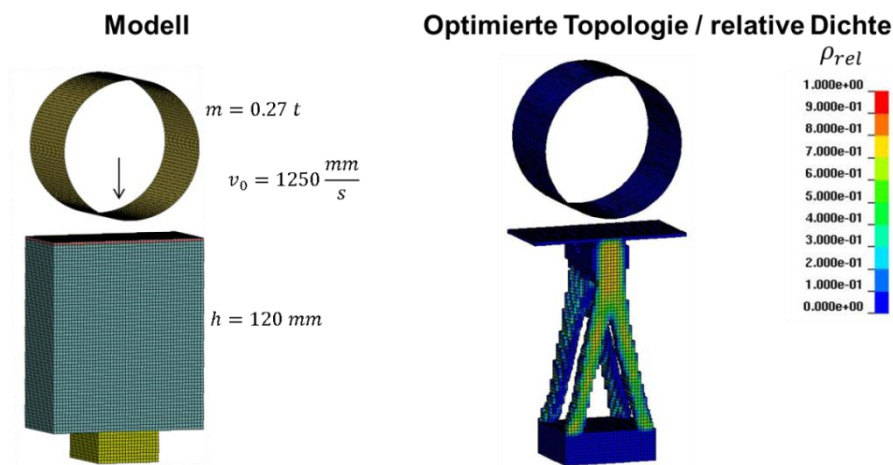 Modell
m = 0.27 t
v₀ = 1250 mm/s
h = 120 mm
Optimierte Topologie / relative Dichte
ρrel
1.000e+00
9.000e-01
8.000e-01
7.000e-01
6.000e-01
5.000e-01
4.000e-01
3.000e-01
2.000e-01
1.000e-01
0.000e+00